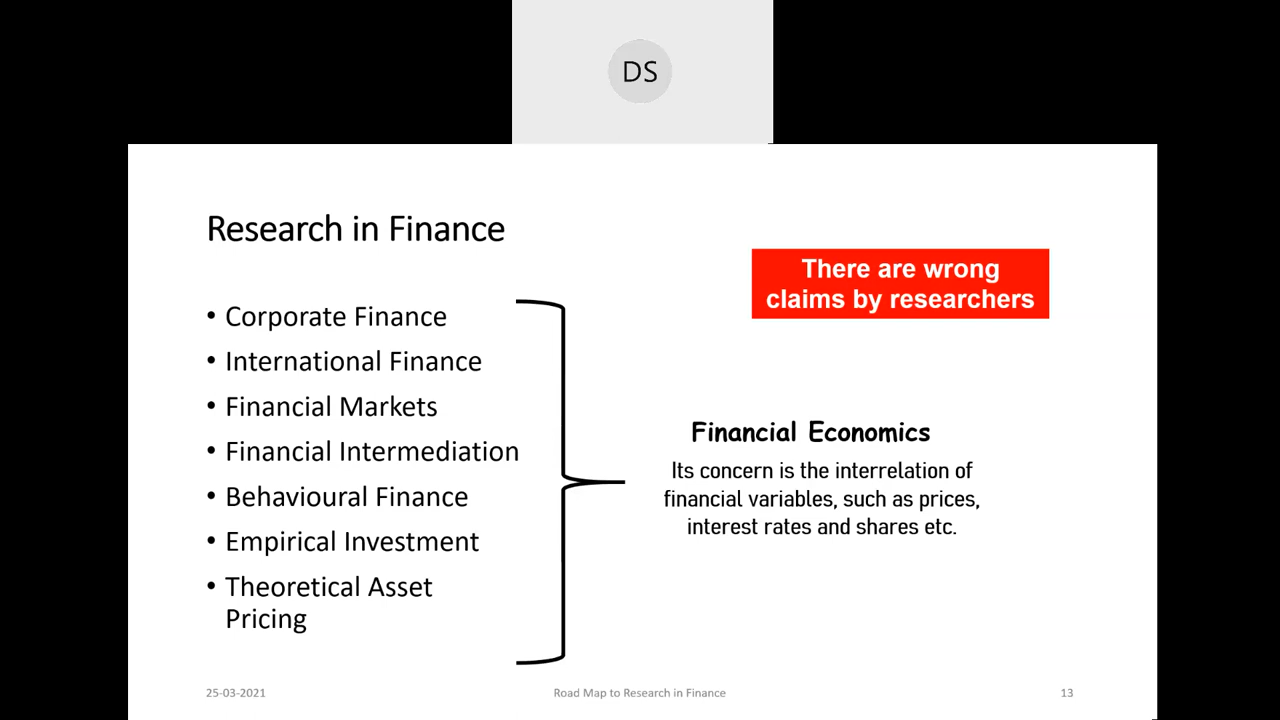 DS
Research in Finance
There are wrong
claims by researchers
• Corporate Finance
• International Finance
• Financial Markets
• Financial Intermediation
• Behavioural Finance
• Empirical Investment
• Theoretical Asset
Pricing
Financial Economics
Its concern is the interrelation of
financial variables, such as prices,
interest rates and shares etc.
25-03-2021
Road Map to Research in Finance
13